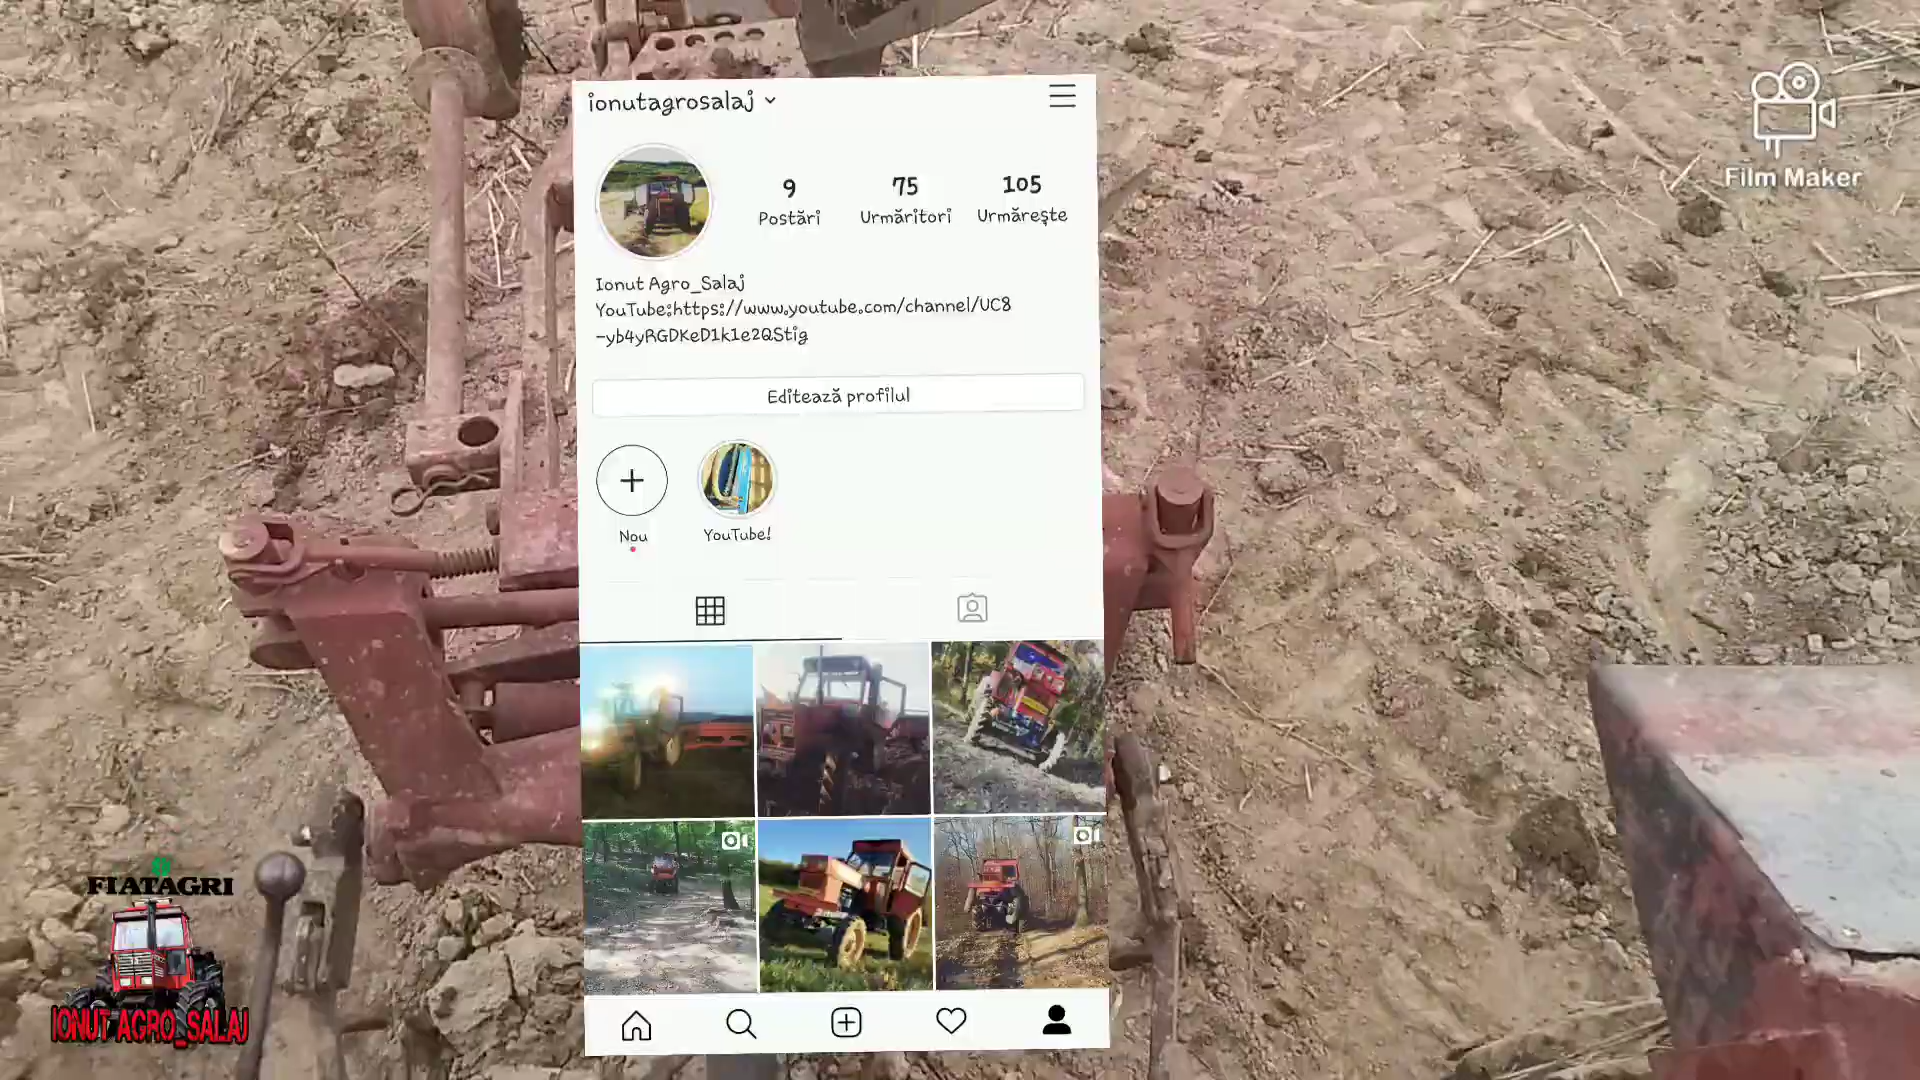 ionutagrosalaj
9
75
105
Postări
Urmăritori
Urmărește
Ionut Agro_Salaj
YouTube:https://www.youtube.com/channel/UC8
-yb4yRGDKeD1k1e2QStig
Editează profilul
Nou
YouTube!
Film Maker
FIATAGRI
IONUT AGRO_SALAJ